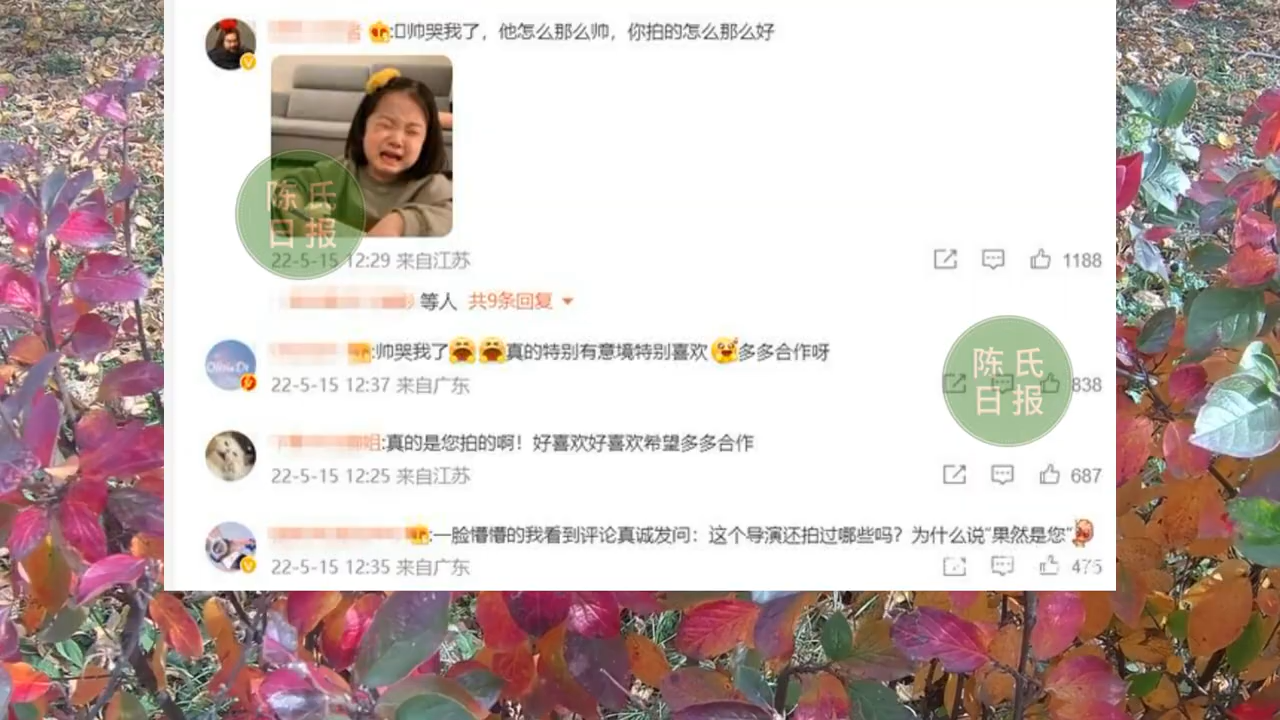 :帅哭我了，他怎么那么帅，你拍的怎么那么好
陈氏
日报
22-5-15 12:29 来自江苏
1188
等人 共9条回复
:帅哭我了真的特别有意境特别喜欢多多合作呀
22-5-15 12:37 来自广东
838
陈氏
日报
姐:真的是您拍的啊！好喜欢好喜欢希望多多合作
22-5-15 12:25 来自江苏
687
:一脸懵懵的我看到评论真诚发问：这个导演还拍过哪些吗？为什么说“果然是您”
22-5-15 12:35 来自广东
475